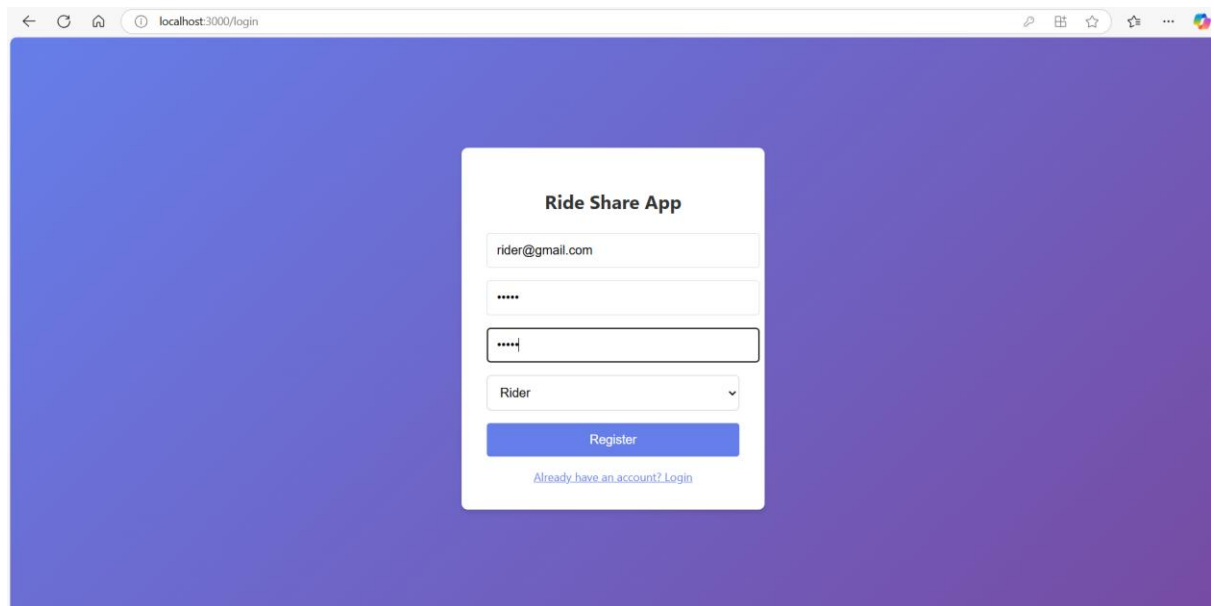 localhost:3000/login
Ride Share App
rider@gmail.com
•••••
•••••
Rider
Register
Already have an account? Login